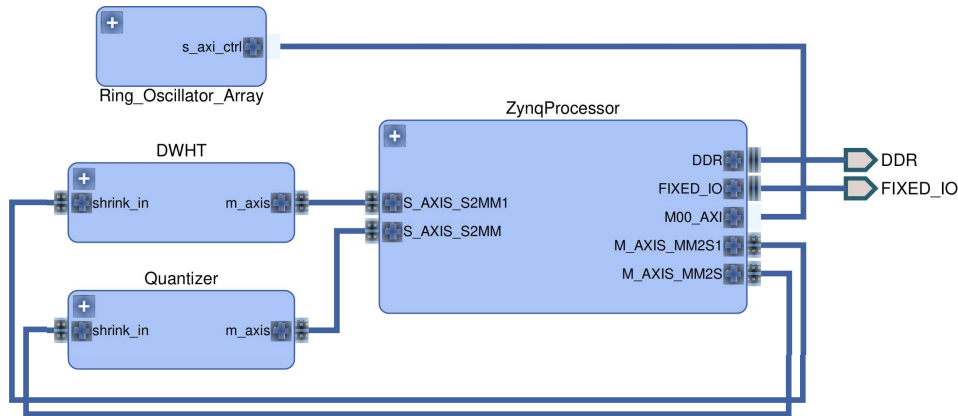 s_axi_ctrl
Ring_Oscillator_Array
ZynqProcessor
DWHT
DDR
DDR
shrink_in
m_axis
S_AXIS_S2MM1
FIXED_IO
FIXED_IO
S_AXIS_S2MM
M00_AXI
M_AXIS_MM2S1
M_AXIS_MM2S
Quantizer
shrink_in
m_axis